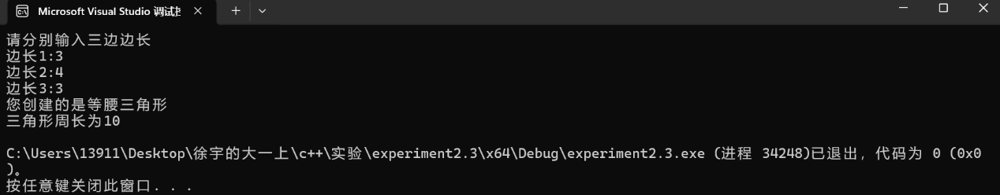 Microsoft Visual Studio 调试
请分别输入三边边长
边长1:3
边长2:4
边长3:3
您创建的是等腰三角形
三角形周长为10
C:\Users\13911\Desktop\徐宇的大一上\c++\实验\experiment2.3\x64\Debug\experiment2.3.exe (进程 34248)已退出，代码为 0 (0x0
)。
按任意键关闭此窗口. . .